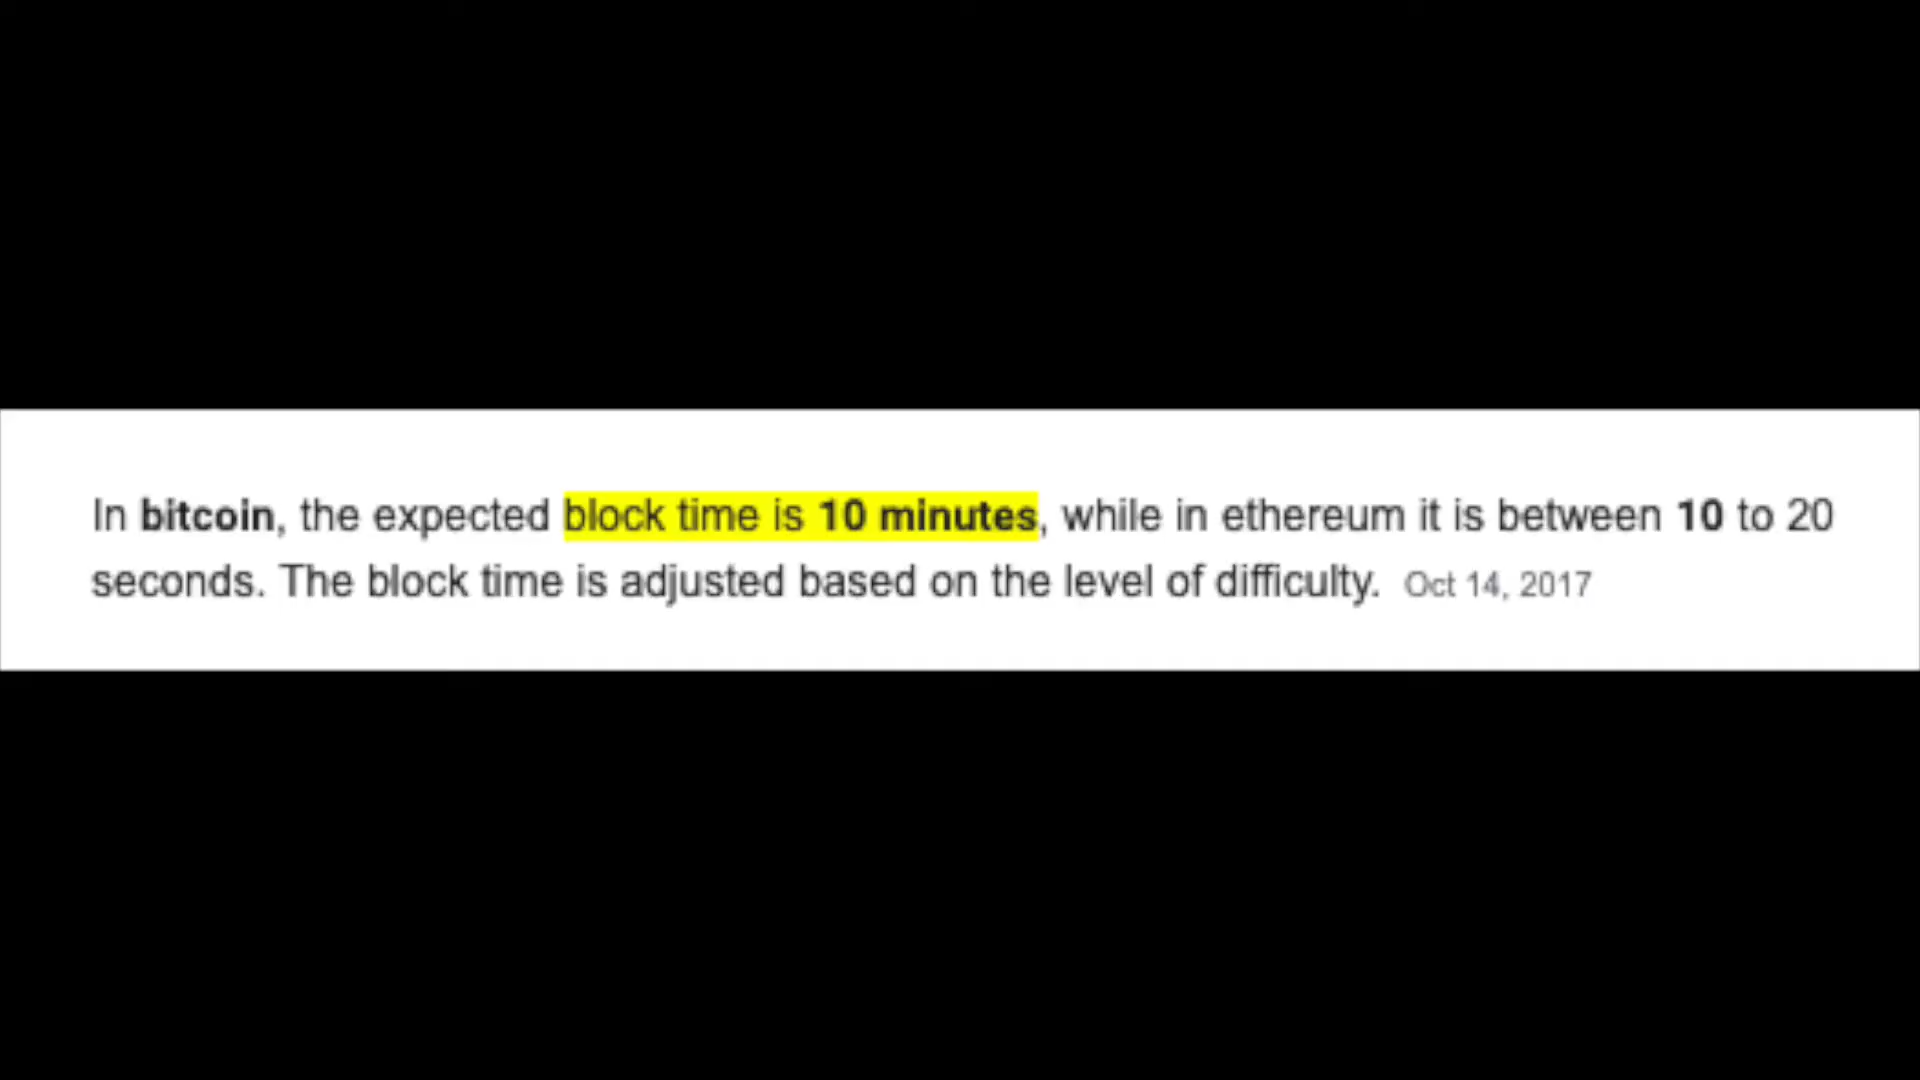 In bitcoin, the expected block time is 10 minutes, while in ethereum it is between 10 to 20
seconds. The block time is adjusted based on the level of difficulty. Oct 14, 2017